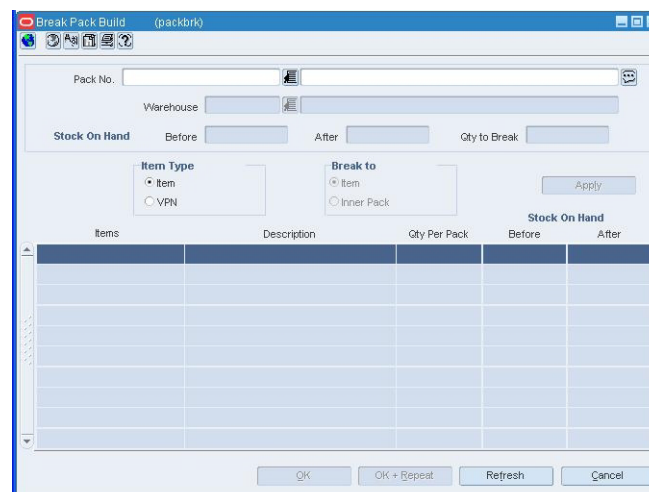 Break Pack Build (packbrk)
Pack No.
Warehouse
Stock On Hand Before After Qty to Break
Item Type Break to
Item Item Apply
VPN Inner Pack
Stock On Hand
Items Description Qty Per Pack Before After
OK OK + Repeat Refresh Cancel